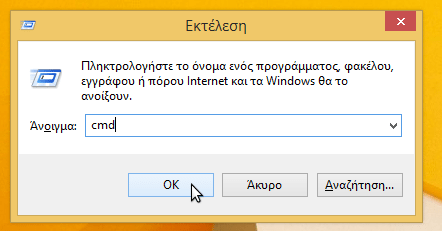 Εκτέλεση
Πληκτρολογήστε το όνομα ενός προγράμματος, φακέλου,
εγγράφου ή πόρου Internet και τα Windows θα το
ανοίξουν.
Άνοιγμα: cmd
OK Άκυρο Αναζήτηση...